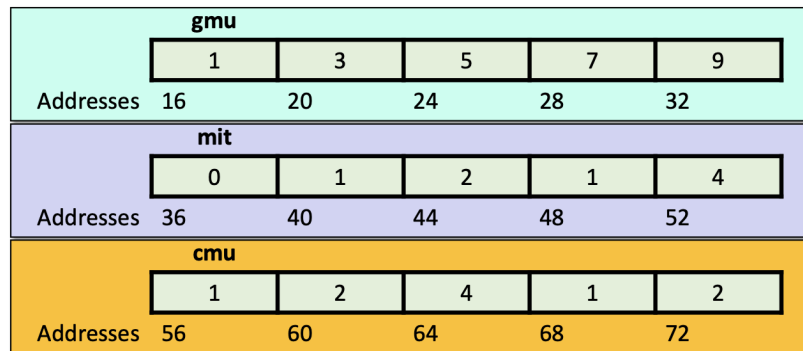 gmu
1 3 5 7 9
Addresses 16 20 24 28 32
mit
0 1 2 1 4
Addresses 36 40 44 48 52
cmu
1 2 4 1 2
Addresses 56 60 64 68 72